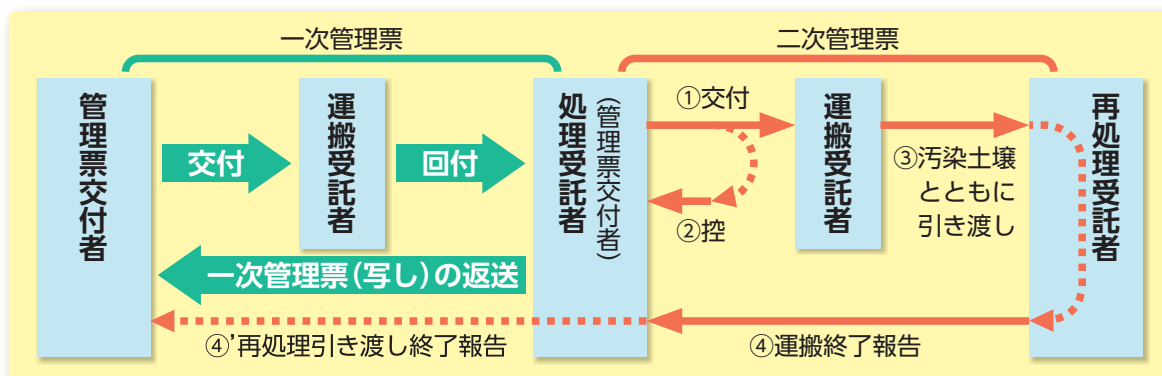 一次管理票
二次管理票
管理票交付者
交付
運搬受託者
回付
処理受託者
（管理票交付者）
①交付
②控
運搬受託者
③汚染土壌
とともに
引き渡し
再処理受託者
一次管理票（写し）の返送
④'再処理引き渡し終了報告
④運搬終了報告